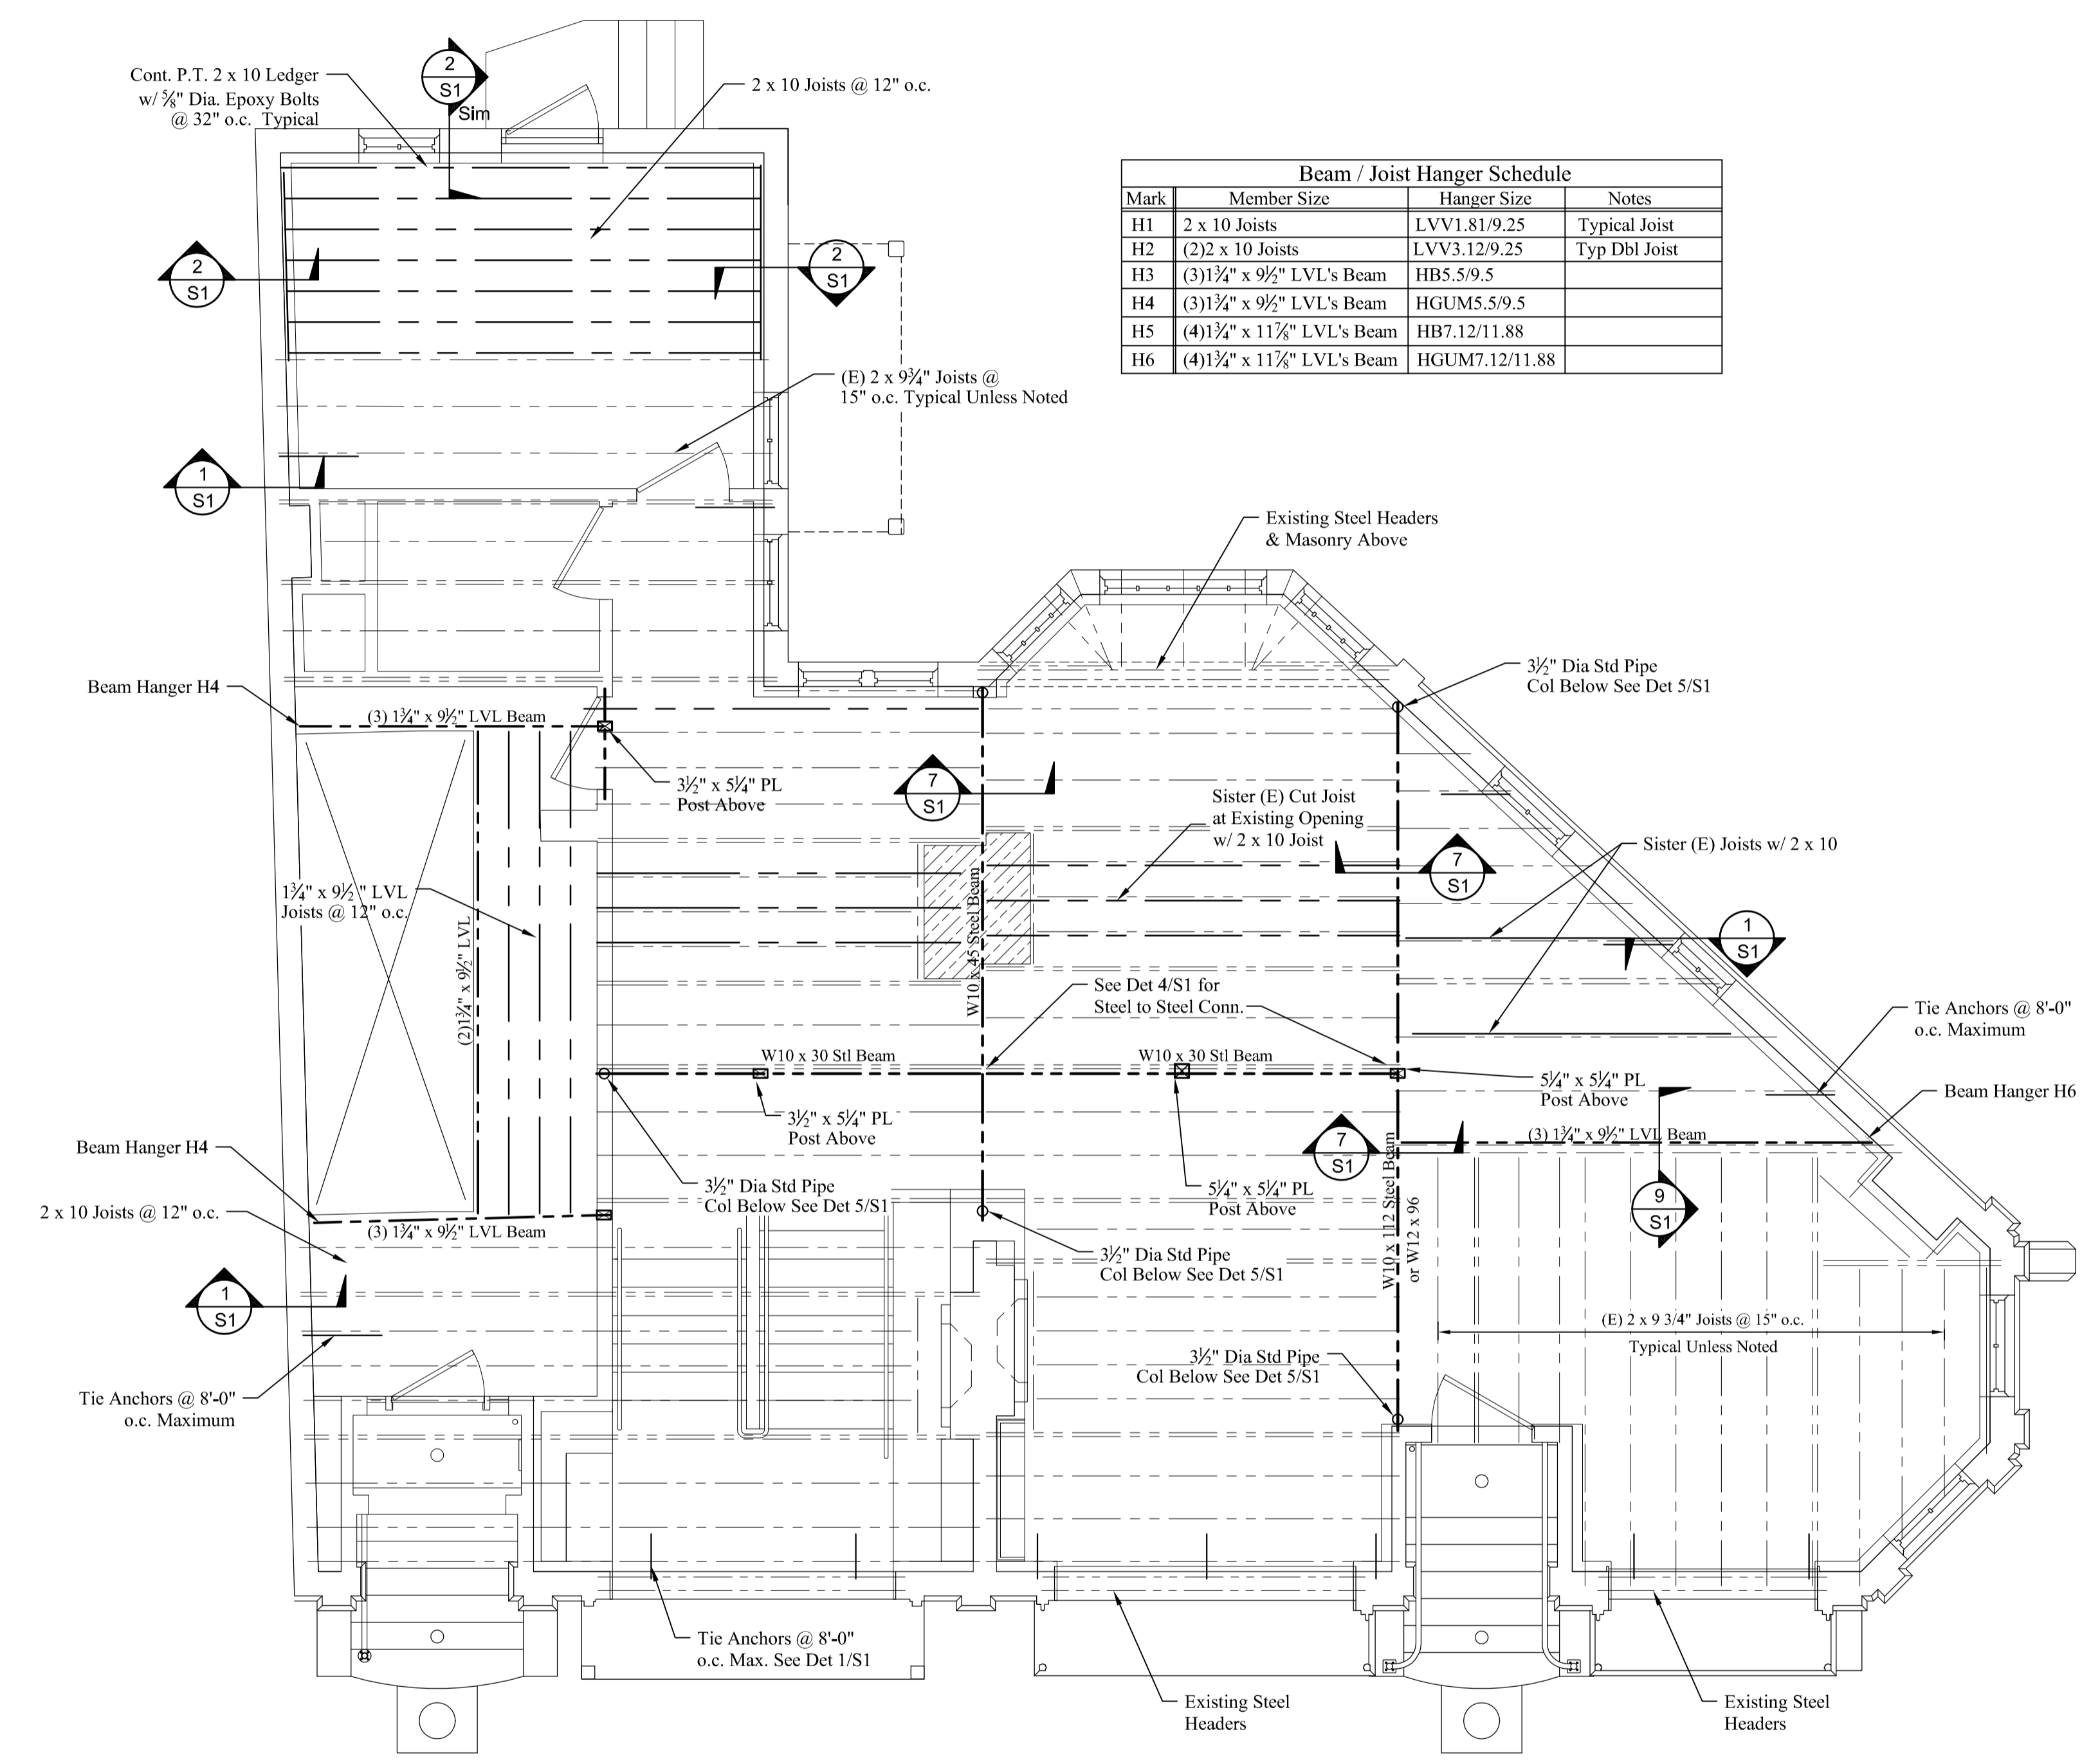 2
S1
Sim
Cont. P.T. 2 x 10 Ledger
w/ ⅝" Dia. Epoxy Bolts
@ 32" o.c.  Typical
2 x 10 Joists @ 12" o.c.
Beam / Joist Hanger Schedule
Mark Member Size Hanger Size Notes
H1 2 x 10 Joists LVV1.81/9.25 Typical Joist
H2 (2)2 x 10 Joists LVV3.12/9.25 Typ Dbl Joist
H3 (3)1¾" x 9½" LVL's Beam HB5.5/9.5
H4 (3)1¾" x 9½" LVL's Beam HGUM5.5/9.5
H5 (4)1¾" x 11⅞" LVL's Beam HB7.12/11.88
H6 (4)1¾" x 11⅞" LVL's Beam HGUM7.12/11.88
2
S1
2
S1
(E) 2 x 9¾" Joists @
15" o.c. Typical Unless Noted
1
S1
Existing Steel Headers
& Masonry Above
Beam Hanger H4
(3) 1¾" x 9½" LVL Beam
3½" Dia Std Pipe
Col Below See Det 5/S1
3½" x 5¼" PL
Post Above
7
S1
Sister (E) Cut Joist
at Existing Opening
w/ 2 x 10 Joist
7
S1
Sister (E) Joists w/ 2 x 10
1¾" x 9½" LVL
Joists @ 12" o.c.
(2)1¾" x 9½" LVL
W10 x 45 Steel Beam
1
S1
See Det 4/S1 for
Steel to Steel Conn.
Tie Anchors @ 8'-0"
o.c. Maximum
W10 x 30 Stl Beam
W10 x 30 Stl Beam
5¼" x 5¼" PL
Post Above
Beam Hanger H6
3½" x 5¼" PL
Post Above
7
S1
(3) 1¾" x 9½" LVL Beam
Beam Hanger H4
3½" Dia Std Pipe
Col Below See Det 5/S1
5¼" x 5¼" PL
Post Above
9
S1
2 x 10 Joists @ 12" o.c.
(3) 1¾" x 9½" LVL Beam
W10 x 112 Steel Beam
or W12 x 96
3½" Dia Std Pipe
Col Below See Det 5/S1
1
S1
(E) 2 x 9 3/4" Joists @ 15" o.c.
Typical Unless Noted
3½" Dia Std Pipe
Col Below See Det 5/S1
Tie Anchors @ 8'-0"
o.c. Maximum
Tie Anchors @ 8'-0"
o.c. Max. See Det 1/S1
Existing Steel
Headers
Existing Steel
Headers